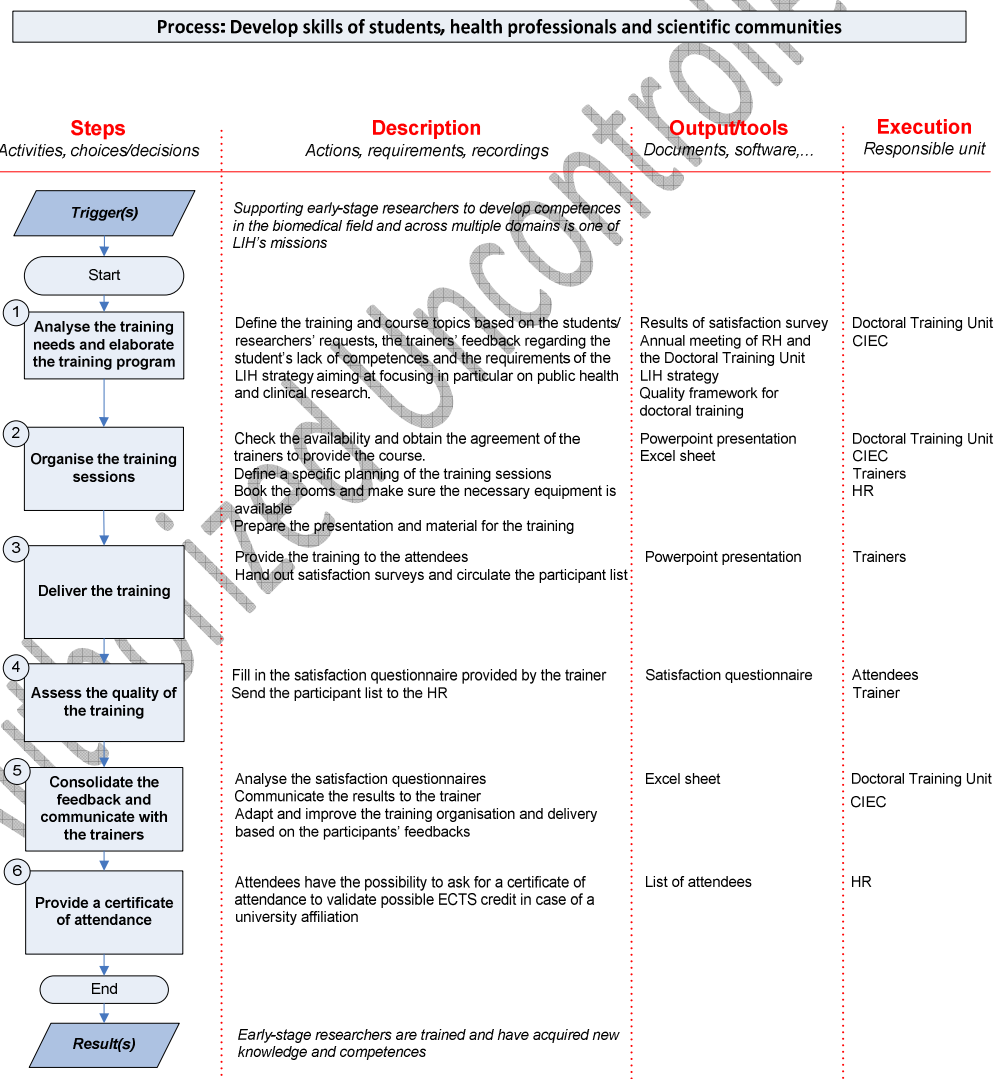 Process: Develop skills of students, health professionals and scientific communities
Steps
Activities, choices/decisions
Description
Actions, requirements, recordings
Output/tools
Documents, software,...
Execution
Responsible unit
Trigger(s)
Supporting early-stage researchers to develop competences
in the biomedical field and across multiple domains is one of
LIH's missions
Start
1
Analyse the training
needs and elaborate
the training program
Define the training and course topics based on the students/
researchers' requests, the trainers' feedback regarding the
student's lack of competences and the requirements of the
LIH strategy aiming at focusing in particular on public health
and clinical research.
Results of satisfaction survey
Annual meeting of RH and
the Doctoral Training Unit
LIH strategy
Quality framework for
doctoral training
Doctoral Training Unit
CIEC
2
Organise the training
sessions
Check the availability and obtain the agreement of the
trainers to provide the course.
Define a specific planning of the training sessions
Book the rooms and make sure the necessary equipment is
available
Prepare the presentation and material for the training
Powerpoint presentation
Excel sheet
Doctoral Training Unit
CIEC
Trainers
HR
3
Deliver the training
Provide the training to the attendees
Hand out satisfaction surveys and circulate the participant list
Powerpoint presentation
Trainers
4
Assess the quality of
the training
Fill in the satisfaction questionnaire provided by the trainer
Send the participant list to the HR
Satisfaction questionnaire
Attendees
Trainer
5
Consolidate the
feedback and
communicate with
the trainers
Analyse the satisfaction questionnaires
Communicate the results to the trainer
Adapt and improve the training organisation and delivery
based on the participants' feedbacks
Excel sheet
Doctoral Training Unit
CIEC
6
Provide a certificate
of attendance
Attendees have the possibility to ask for a certificate of
attendance to validate possible ECTS credit in case of a
university affiliation
List of attendees
HR
End
Result(s)
Early-stage researchers are trained and have acquired new
knowledge and competences